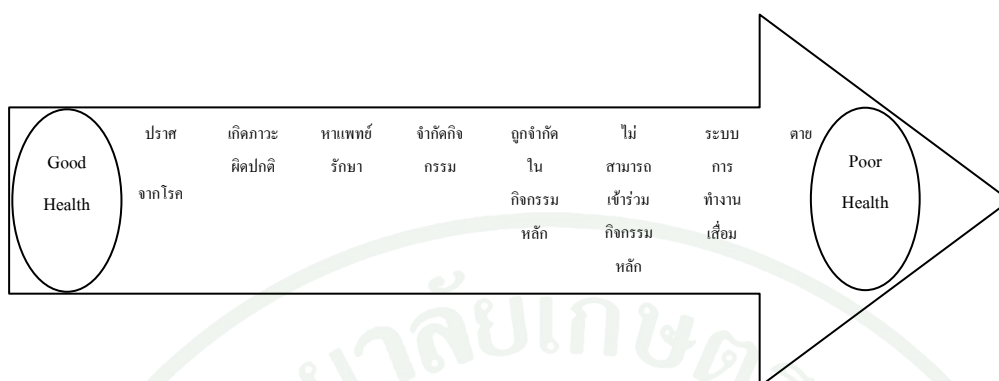 Good
Health
ปราศ
จากโรค
เกิดภาวะ
ผิดปกติ
หาแพทย์
รักษา
จำกัดกิจ
กรรม
ถูกจำกัด
ใน
กิจกรรม
หลัก
ไม่
สามารถ
เข้าร่วม
กิจกรรม
หลัก
ระบบ
การ
ทำงาน
เสื่อม
ตาย
Poor
Health